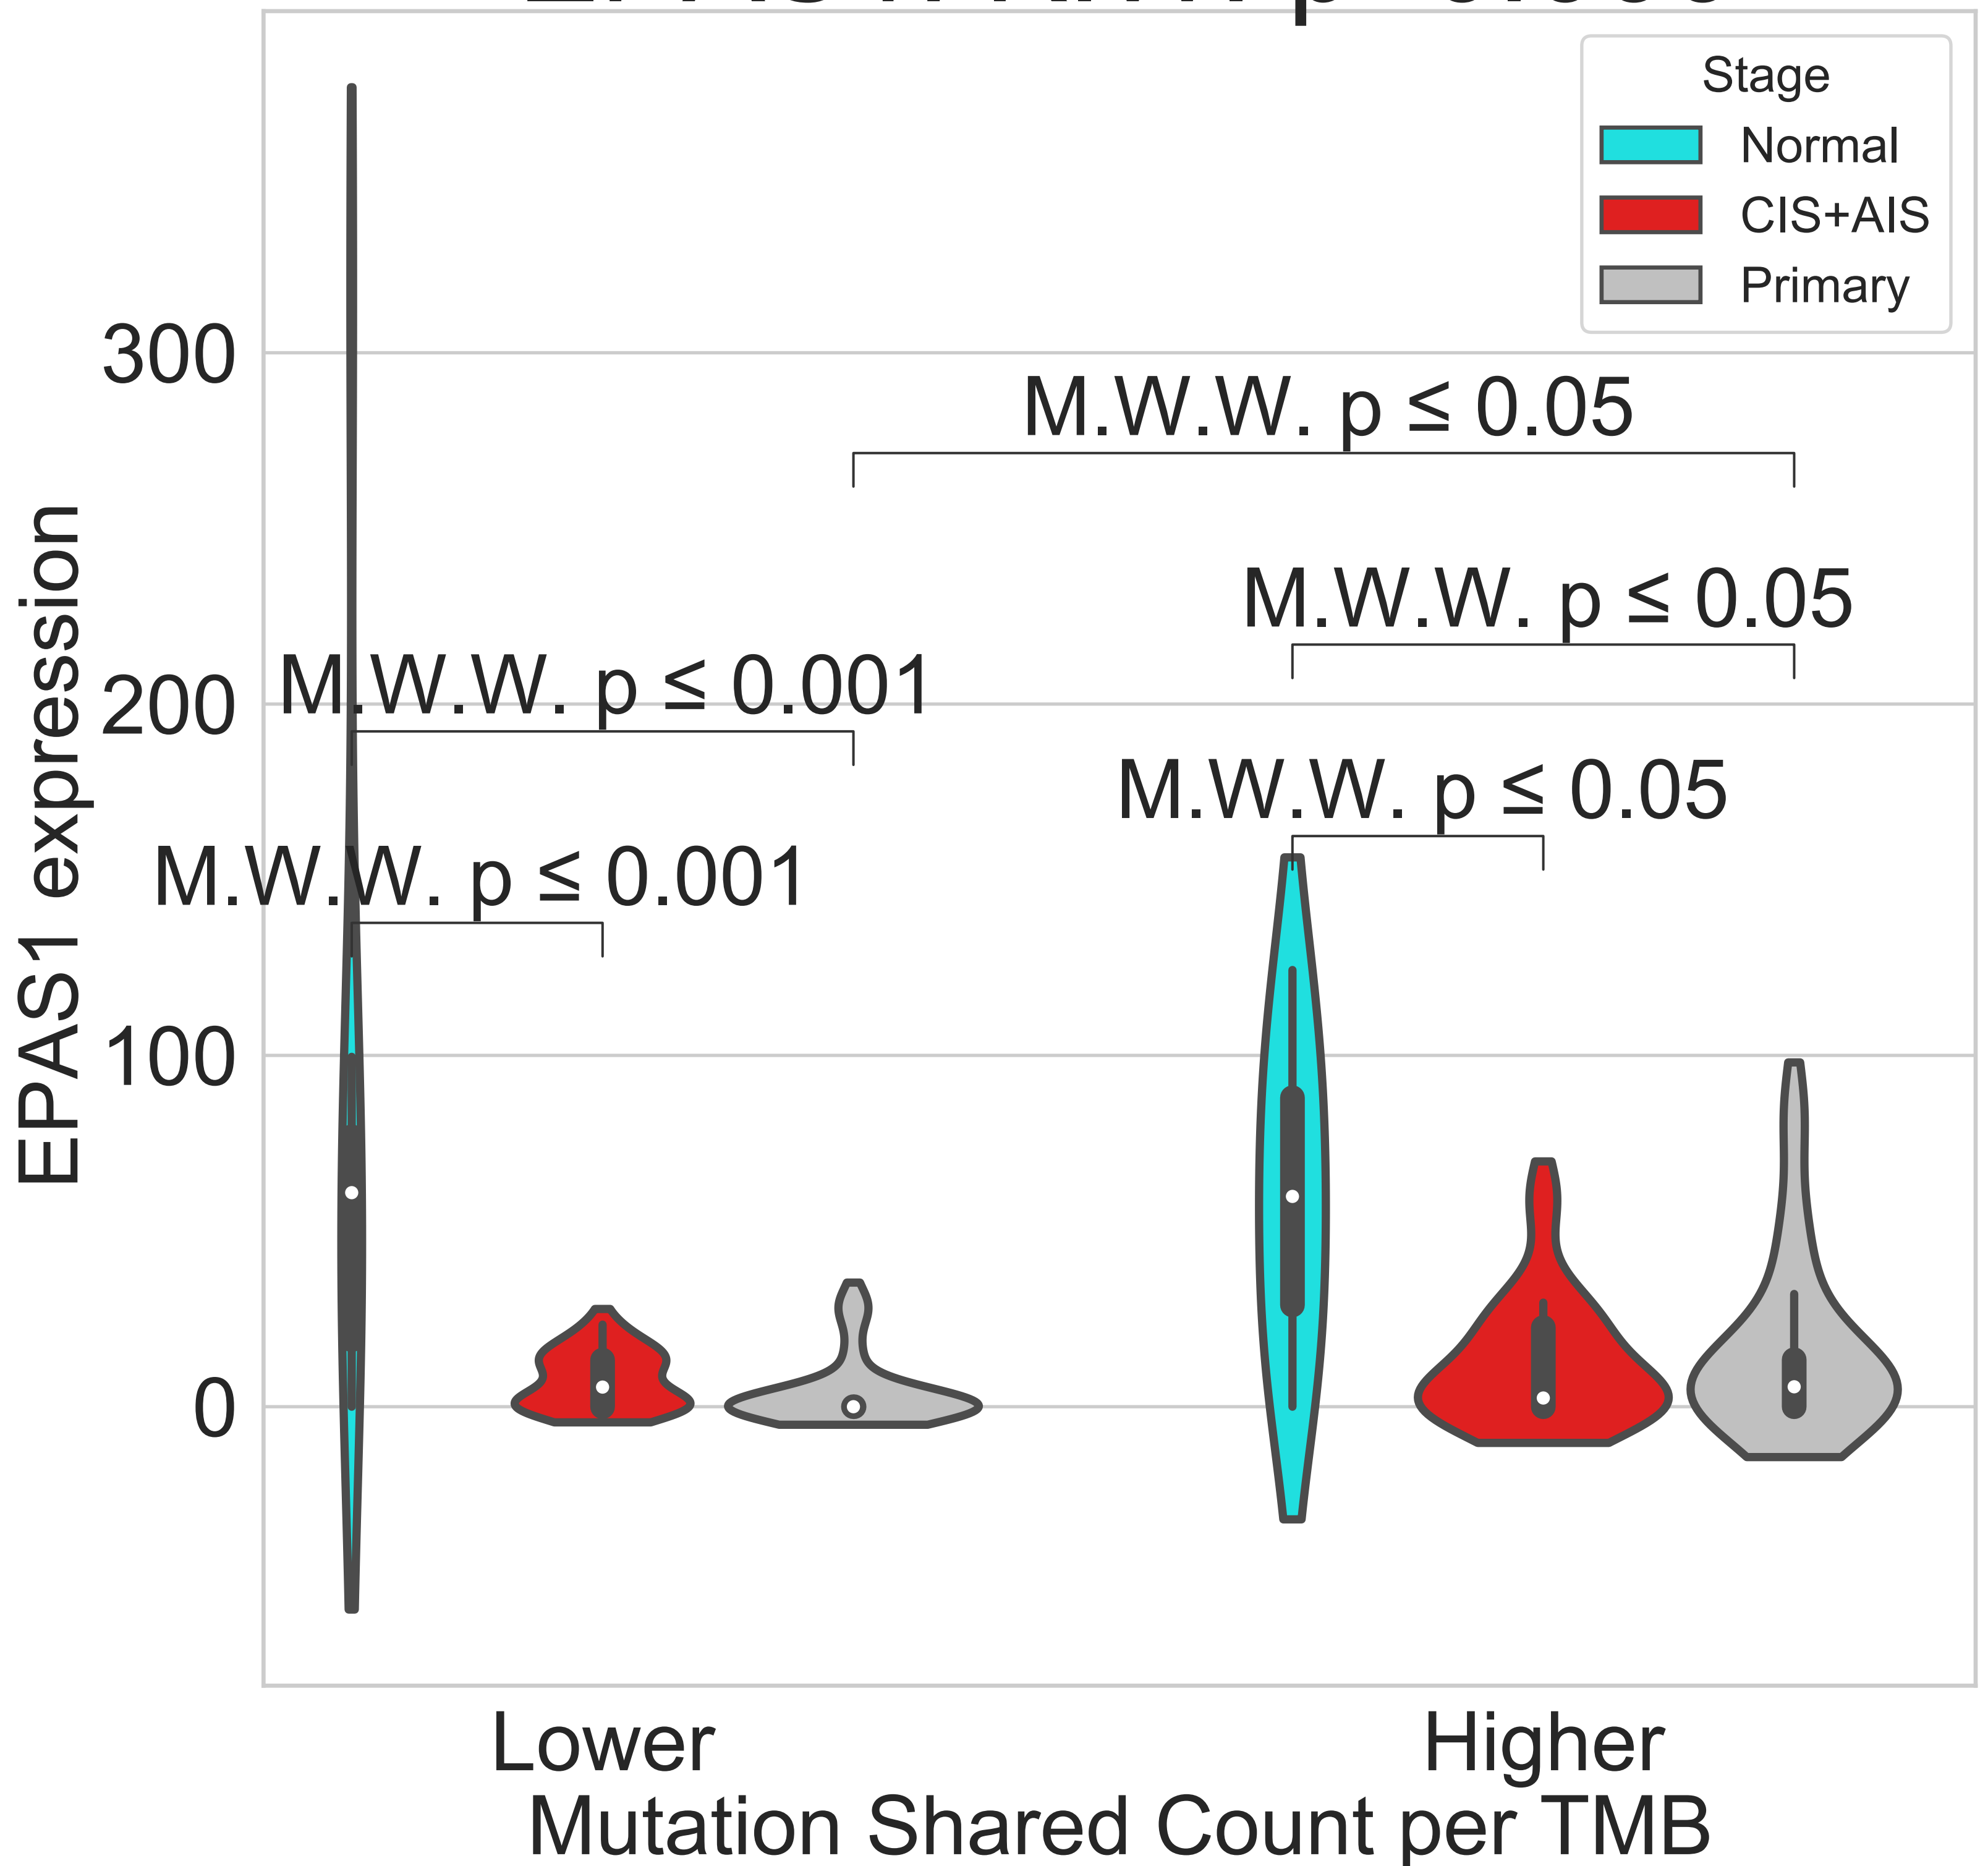 Stage
Normal
CIS+AIS
Primary
300
200
100
0
EPAS1 expression
M.W.W. p ≤ 0.05
M.W.W. p ≤ 0.05
M.W.W. p ≤ 0.001
M.W.W. p ≤ 0.05
M.W.W. p ≤ 0.001
Lower
Higher
Mutation Shared Count per TMB